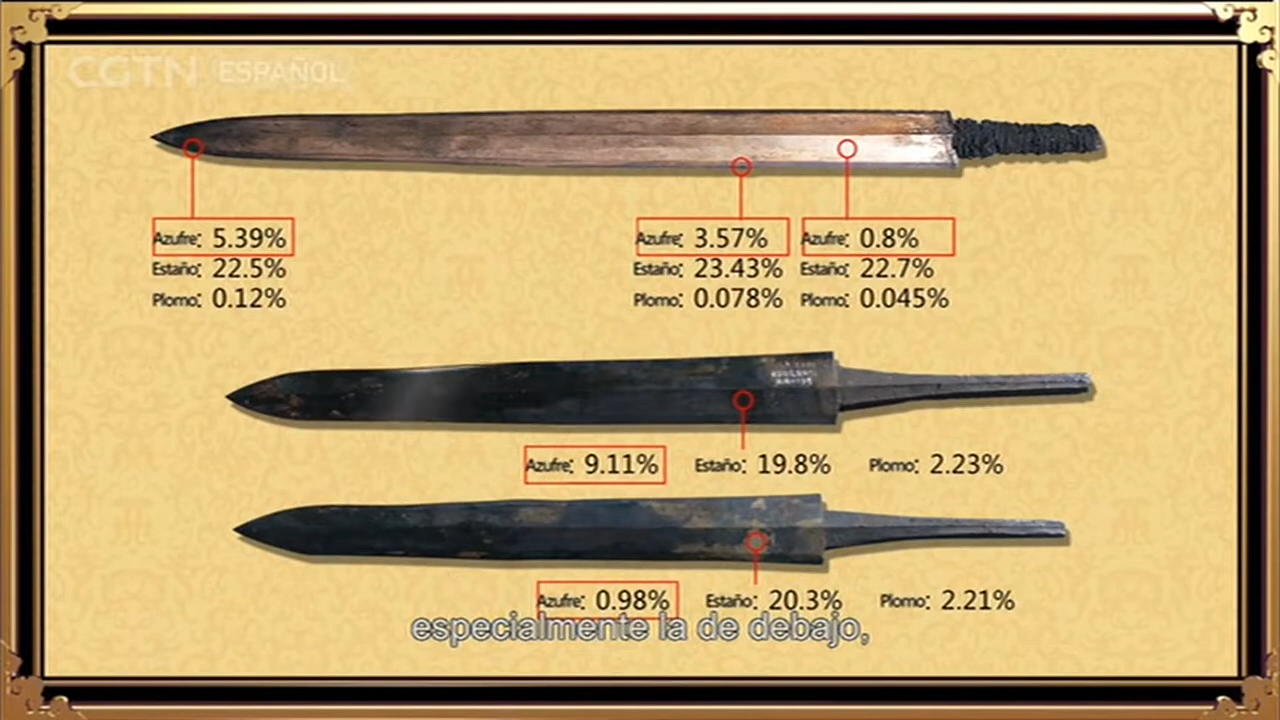 CGTN ESPAÑOL
Azufre: 5.39%
Estaño: 22.5%
Plomo: 0.12%
Azufre: 3.57%
Estaño: 23.43%
Plomo: 0.078%
Azufre: 0.8%
Estaño: 22.7%
Plomo: 0.045%
Azufre: 9.11% Estaño: 19.8% Plomo: 2.23%
Azufre: 0.98% Estaño: 20.3% Plomo: 2.21%
especialmente la de debajo,